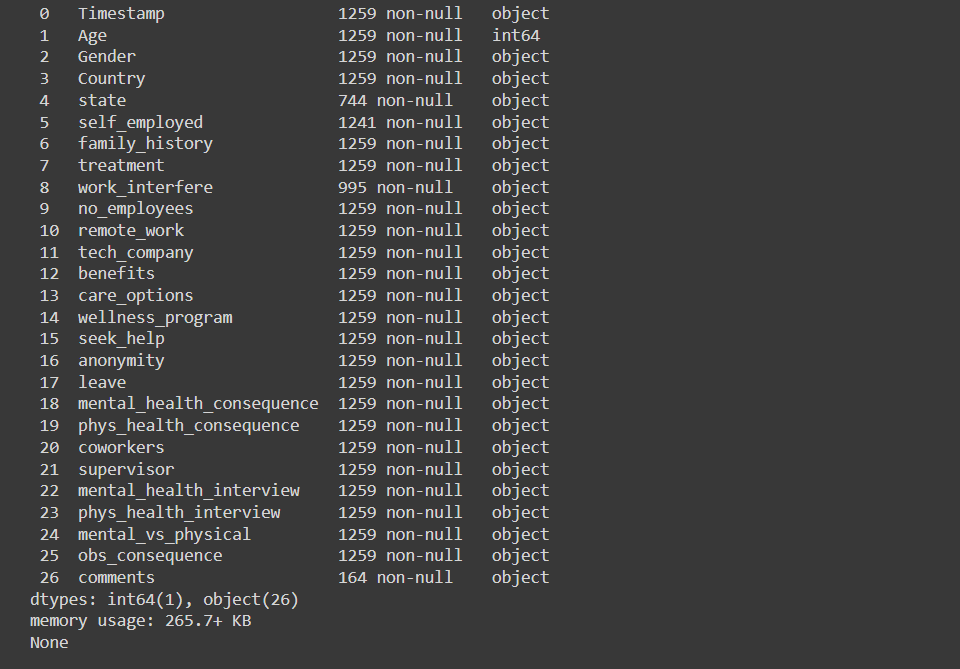 0 Timestamp 1259 non-null object
1 Age 1259 non-null int64
2 Gender 1259 non-null object
3 Country 1259 non-null object
4 state 744 non-null object
5 self_employed 1241 non-null object
6 family_history 1259 non-null object
7 treatment 1259 non-null object
8 work_interfere 995 non-null object
9 no_employees 1259 non-null object
10 remote_work 1259 non-null object
11 tech_company 1259 non-null object
12 benefits 1259 non-null object
13 care_options 1259 non-null object
14 wellness_program 1259 non-null object
15 seek_help 1259 non-null object
16 anonymity 1259 non-null object
17 leave 1259 non-null object
18 mental_health_consequence 1259 non-null object
19 phys_health_consequence 1259 non-null object
20 coworkers 1259 non-null object
21 supervisor 1259 non-null object
22 mental_health_interview 1259 non-null object
23 phys_health_interview 1259 non-null object
24 mental_vs_physical 1259 non-null object
25 obs_consequence 1259 non-null object
26 comments 164 non-null object
dtypes: int64(1), object(26)
memory usage: 265.7+ KB
None